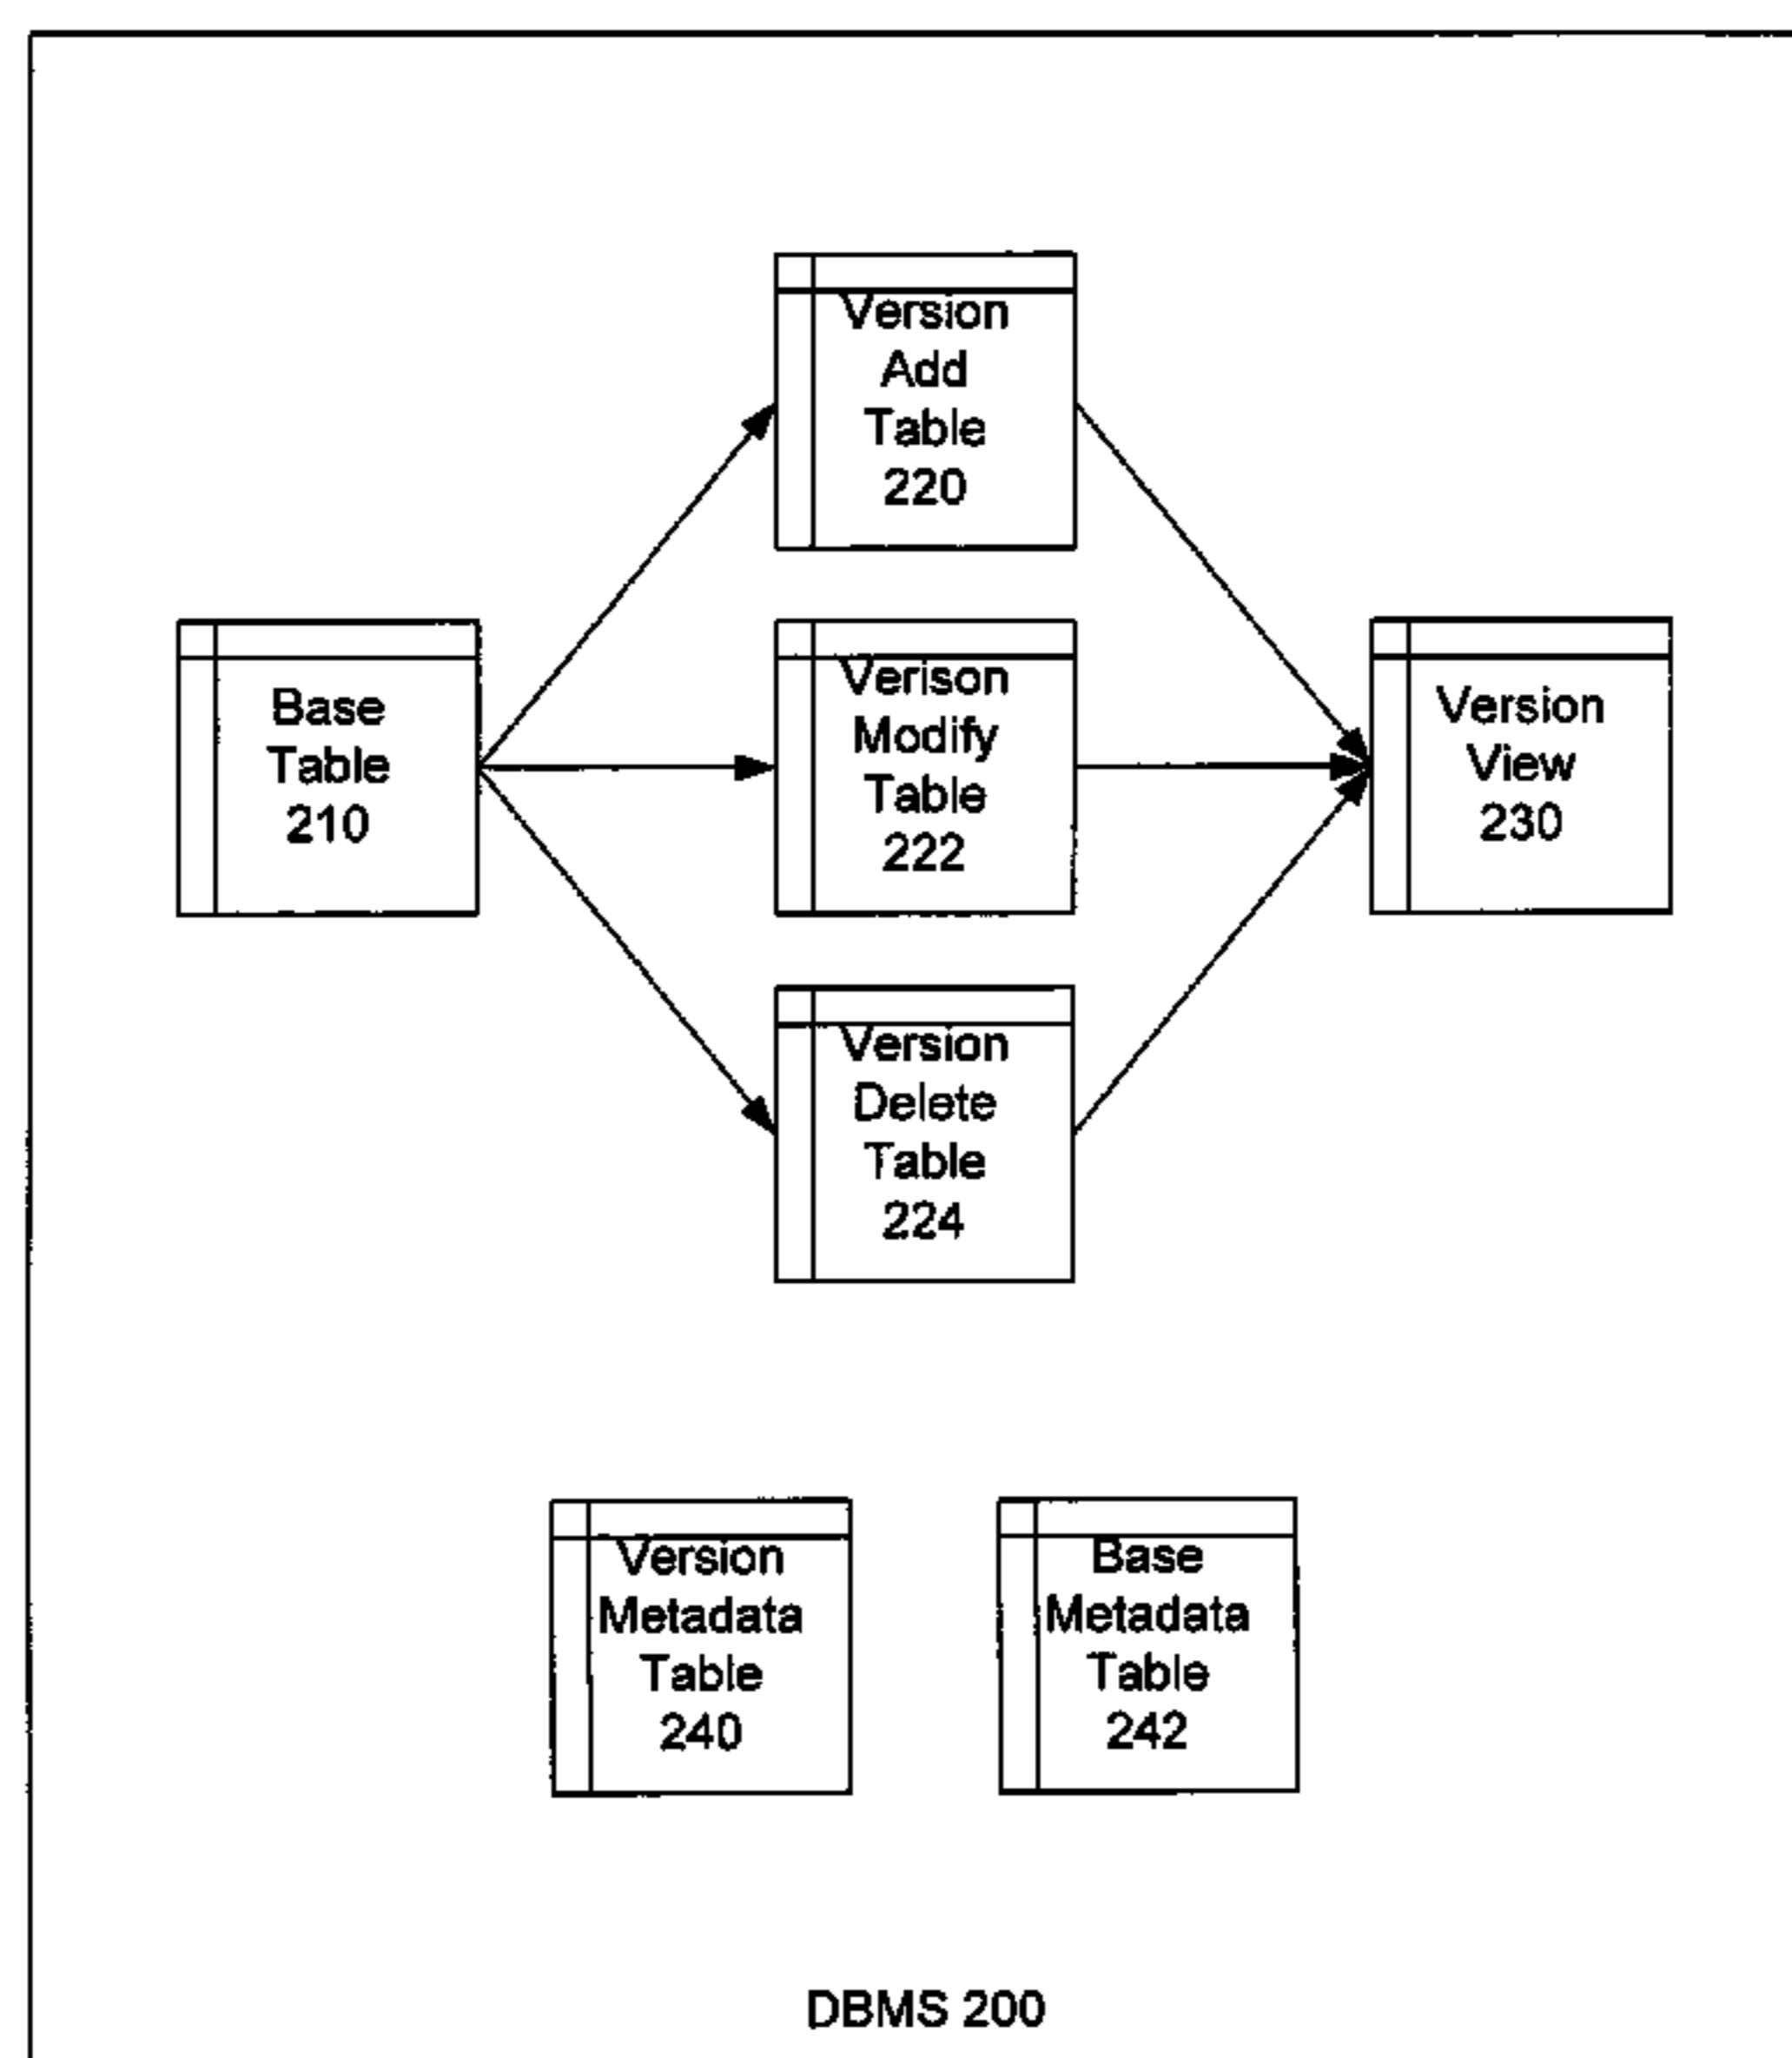 Version
Add
Table
220
Base
Table
210
Verison
Modify
Table
222
Version
View
230
Version
Delete
Table
224
Version
Metadata
Table
240
Base
Metadata
Table
242
DBMS 200